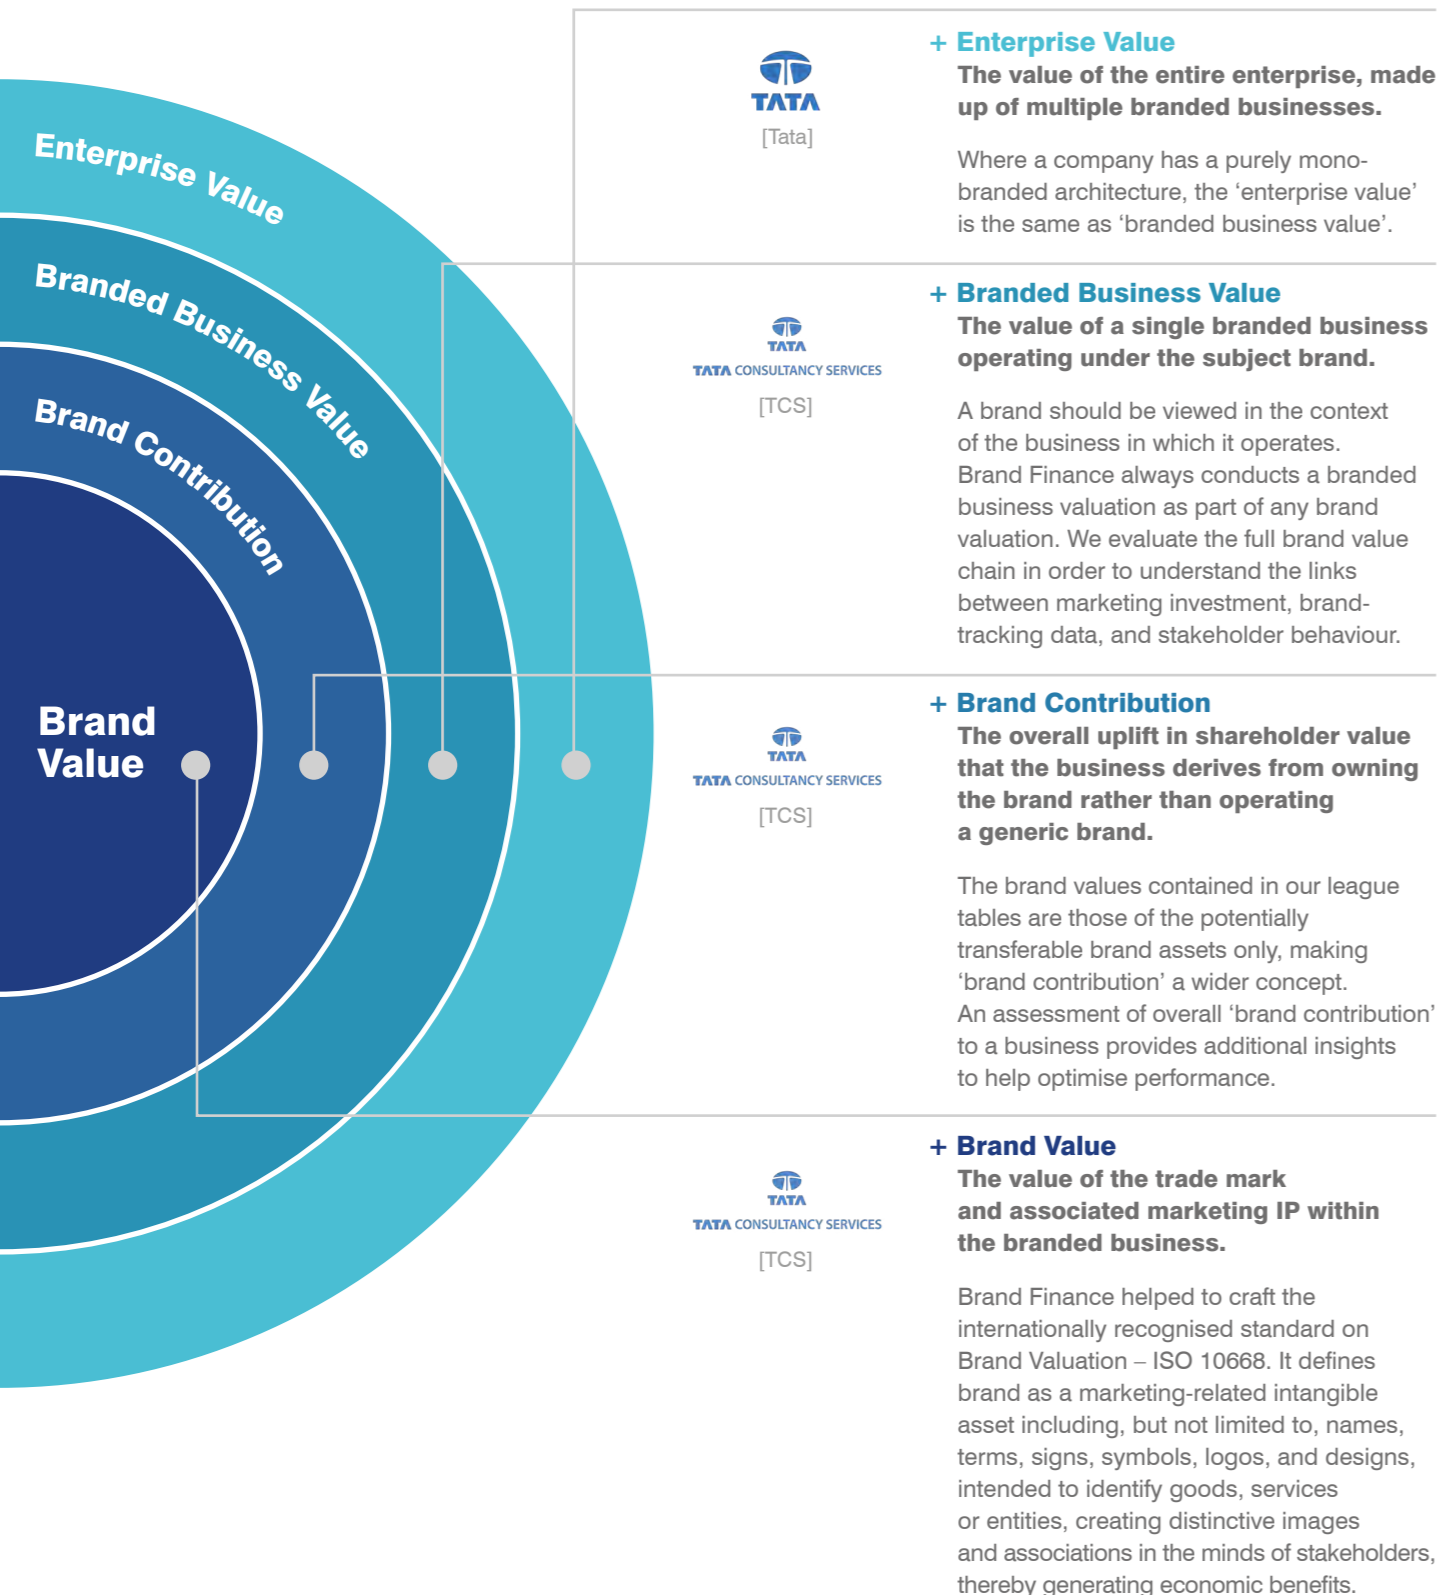 Enterprise Value
Branded Business Value
Brand Contribution
Brand
Value
TATA
[Tata]
+ Enterprise Value
The value of the entire enterprise, made
up of multiple branded businesses.
Where a company has a purely mono-
branded architecture, the ‘enterprise value’
is the same as ‘branded business value’.
TATA
TATA CONSULTANCY SERVICES
[TCS]
+ Branded Business Value
The value of a single branded business
operating under the subject brand.
A brand should be viewed in the context
of the business in which it operates.
Brand Finance always conducts a branded
business valuation as part of any brand
valuation. We evaluate the full brand value
chain in order to understand the links
between marketing investment, brand-
tracking data, and stakeholder behaviour.
TATA
TATA CONSULTANCY SERVICES
[TCS]
+ Brand Contribution
The overall uplift in shareholder value
that the business derives from owning
the brand rather than operating
a generic brand.
The brand values contained in our league
tables are those of the potentially
transferable brand assets only, making
‘brand contribution’ a wider concept.
An assessment of overall ‘brand contribution’
to a business provides additional insights
to help optimise performance.
TATA
TATA CONSULTANCY SERVICES
[TCS]
+ Brand Value
The value of the trade mark
and associated marketing IP within
the branded business.
Brand Finance helped to craft the
internationally recognised standard on
Brand Valuation – ISO 10668. It defines
brand as a marketing-related intangible
asset including, but not limited to, names,
terms, signs, symbols, logos, and designs,
intended to identify goods, services
or entities, creating distinctive images
and associations in the minds of stakeholders,
thereby generating economic benefits.